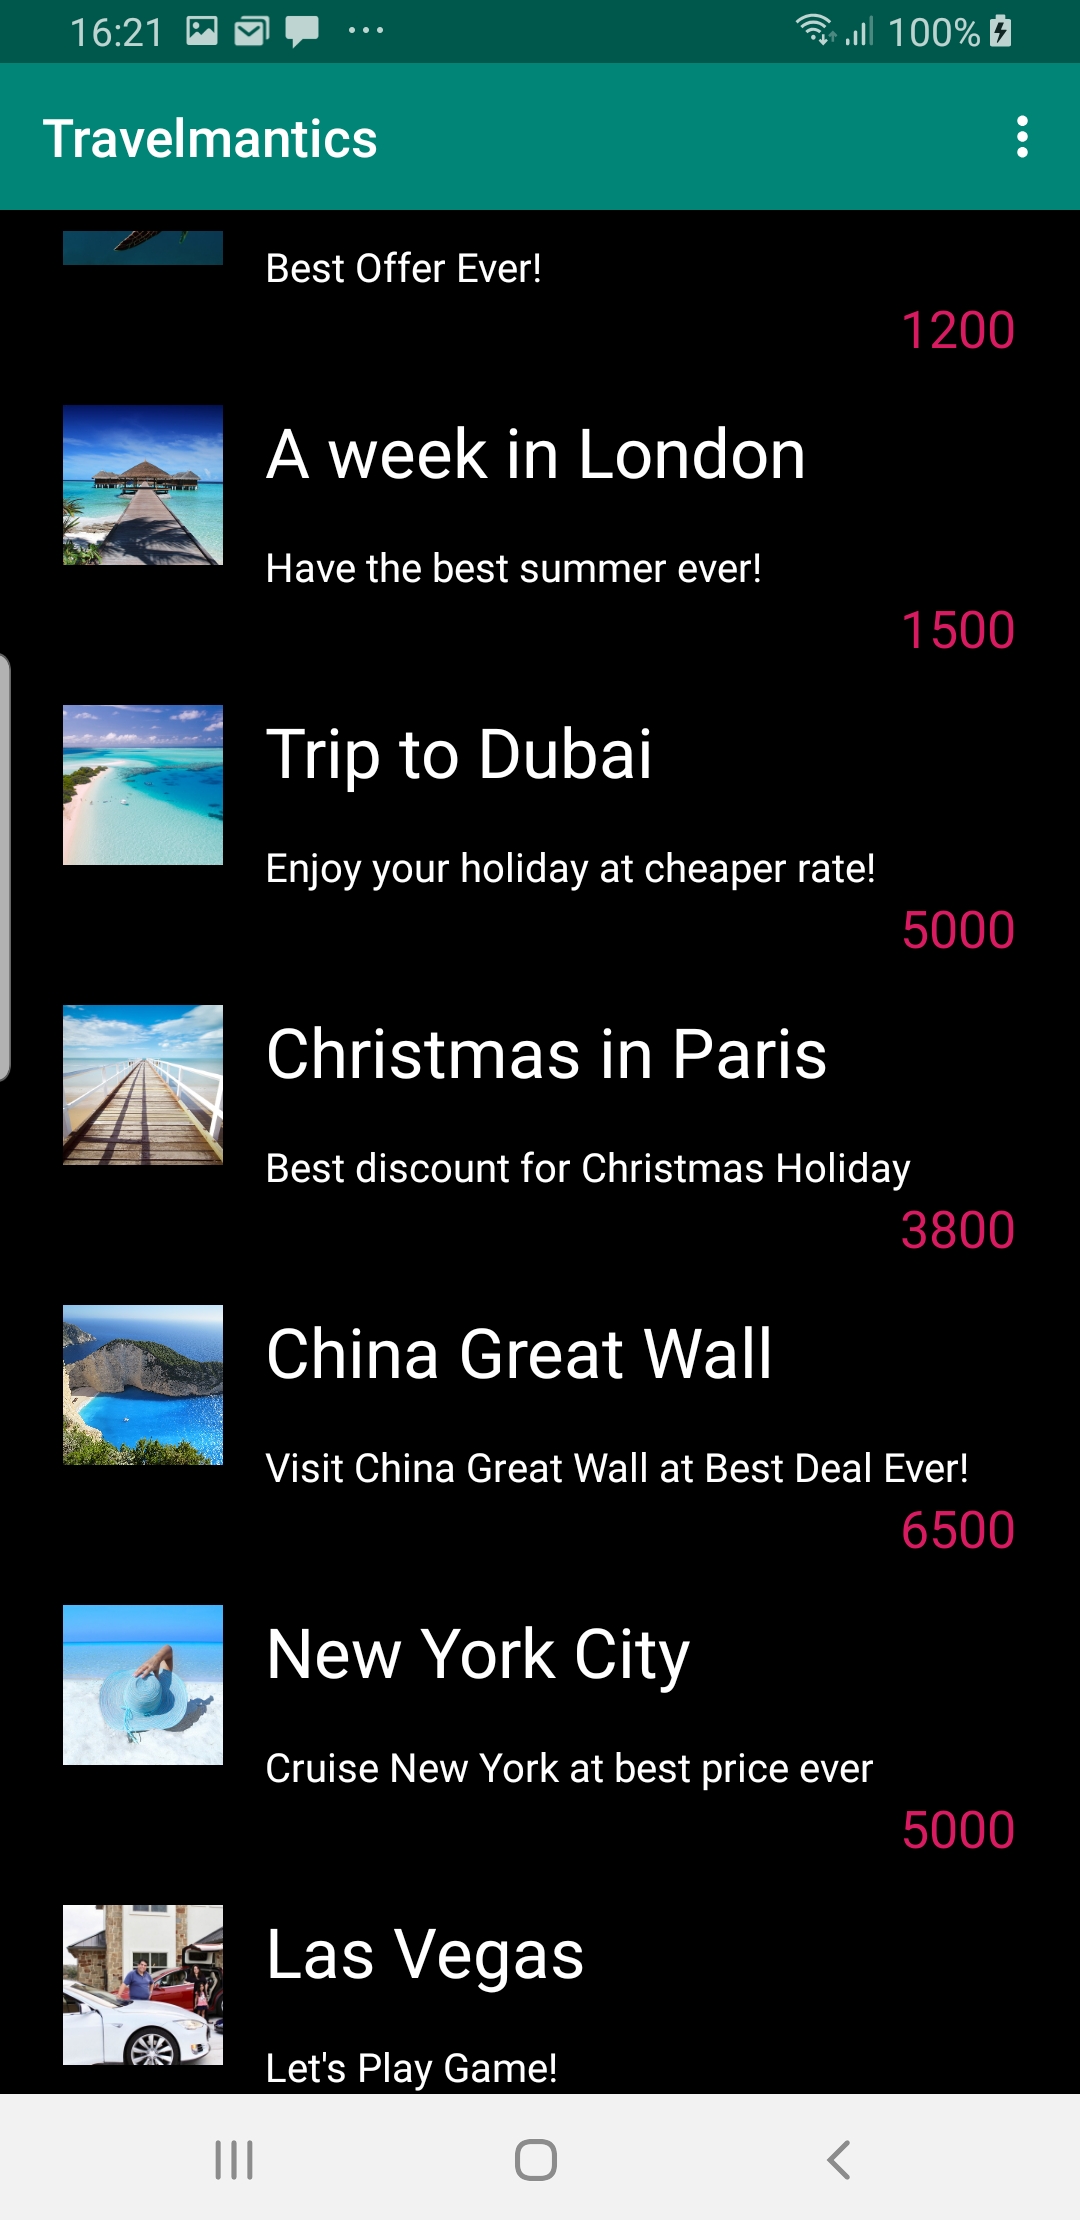 16:21 100%
Travelmantics
Best Offer Ever!
1200
A week in London
Have the best summer ever!
1500
Trip to Dubai
Enjoy your holiday at cheaper rate!
5000
Christmas in Paris
Best discount for Christmas Holiday
3800
China Great Wall
Visit China Great Wall at Best Deal Ever!
6500
New York City
Cruise New York at best price ever
5000
Las Vegas
Let's Play Game!